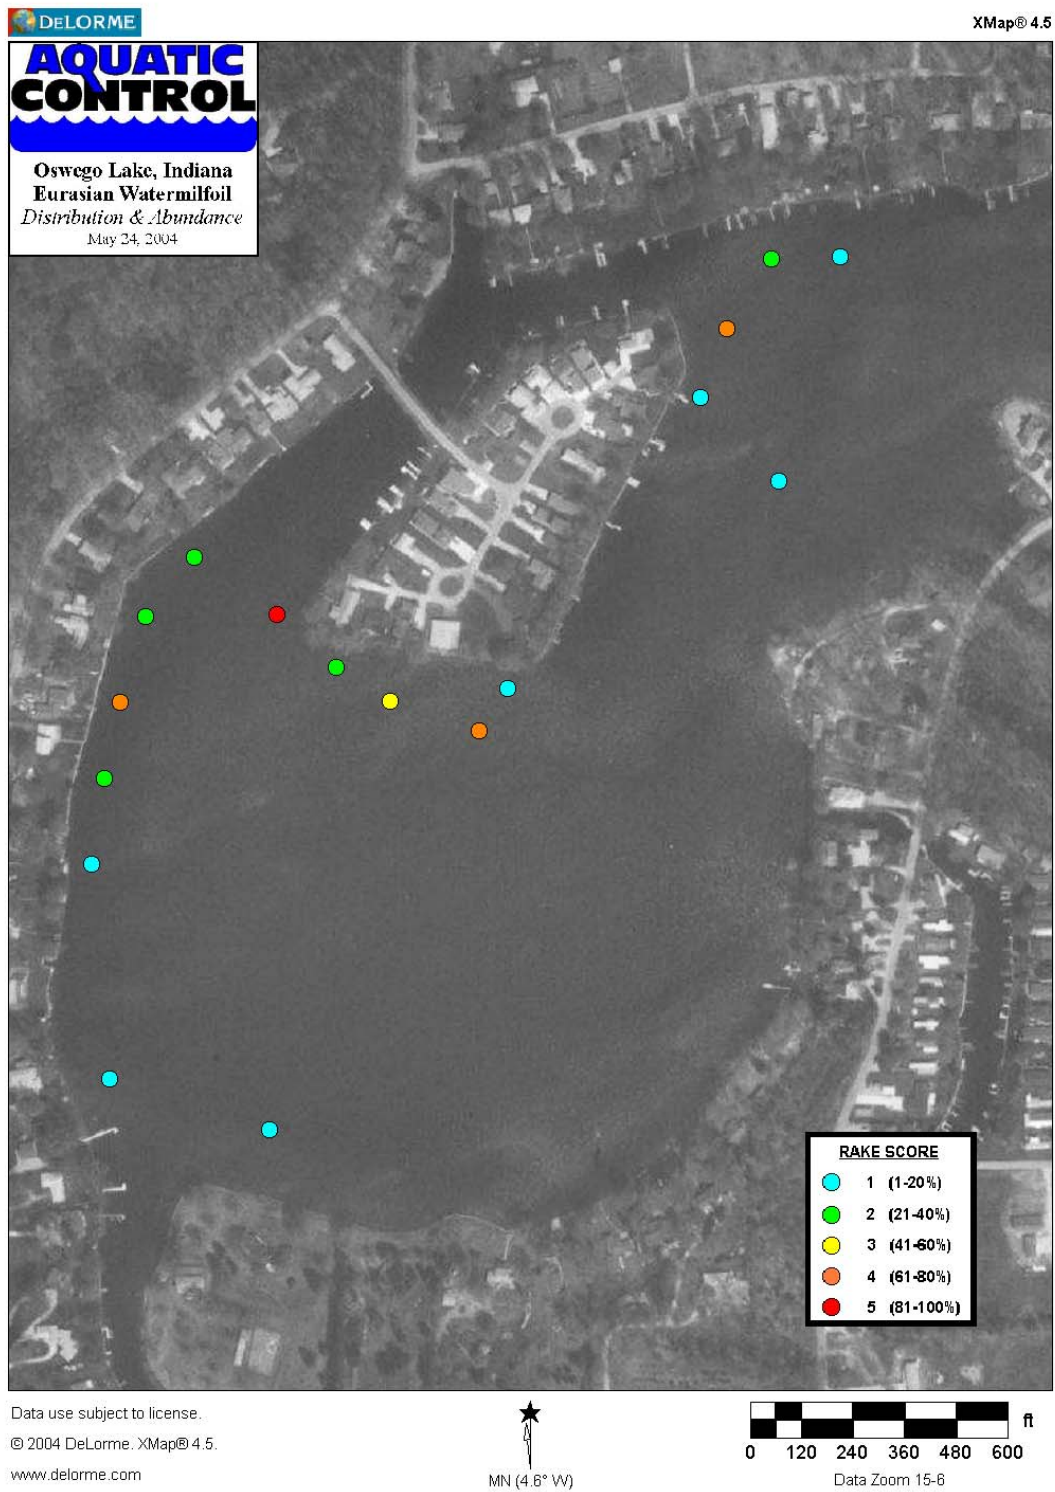 DELORME
XMap® 4.5
AQUATIC
CONTROL
Oswego Lake, Indiana
Eurasian Watermilfoil
Distribution & Abundance
May 24, 2004
RAKE SCORE
1 (1-20%)
2 (21-40%)
3 (41-60%)
4 (61-80%)
5 (81-100%)
Data use subject to license.
© 2004 DeLorme. XMap® 4.5.
www.delorme.com
MN (4.6° W)
ft
0 120 240 360 480 600
Data Zoom 15-6